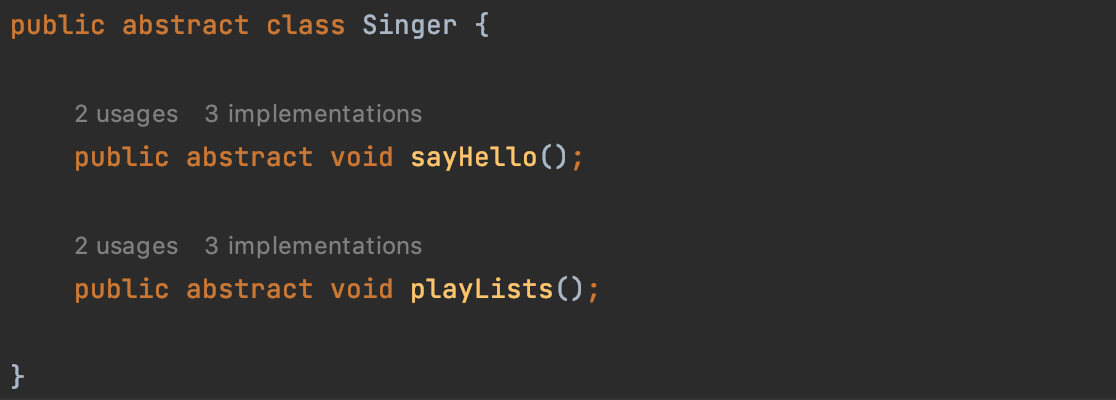 public abstract class Singer {
2 usages 3 implementations
public abstract void sayHello();
2 usages 3 implementations
public abstract void playLists();
}